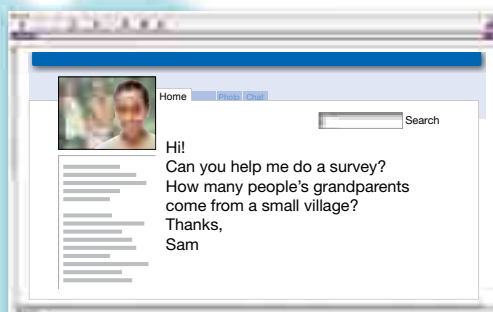 Home Photo Chat
Search
Hi!
Can you help me do a survey?
How many people's grandparents
come from a small village?
Thanks,
Sam